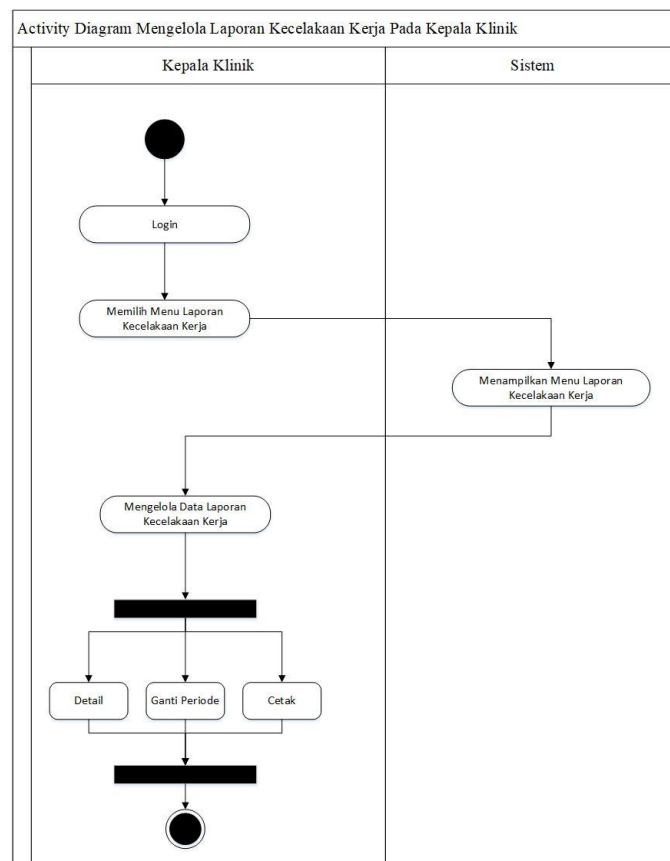 Activity Diagram Mengelola Laporan Kecelakaan Kerja Pada Kepala Klinik
Kepala Klinik
Sistem
Login
Memilih Menu Laporan
Kecelakaan Kerja
Menampilkan Menu Laporan
Kecelakaan Kerja
Mengelola Data Laporan
Kecelakaan Kerja
Detail
Ganti Periode
Cetak